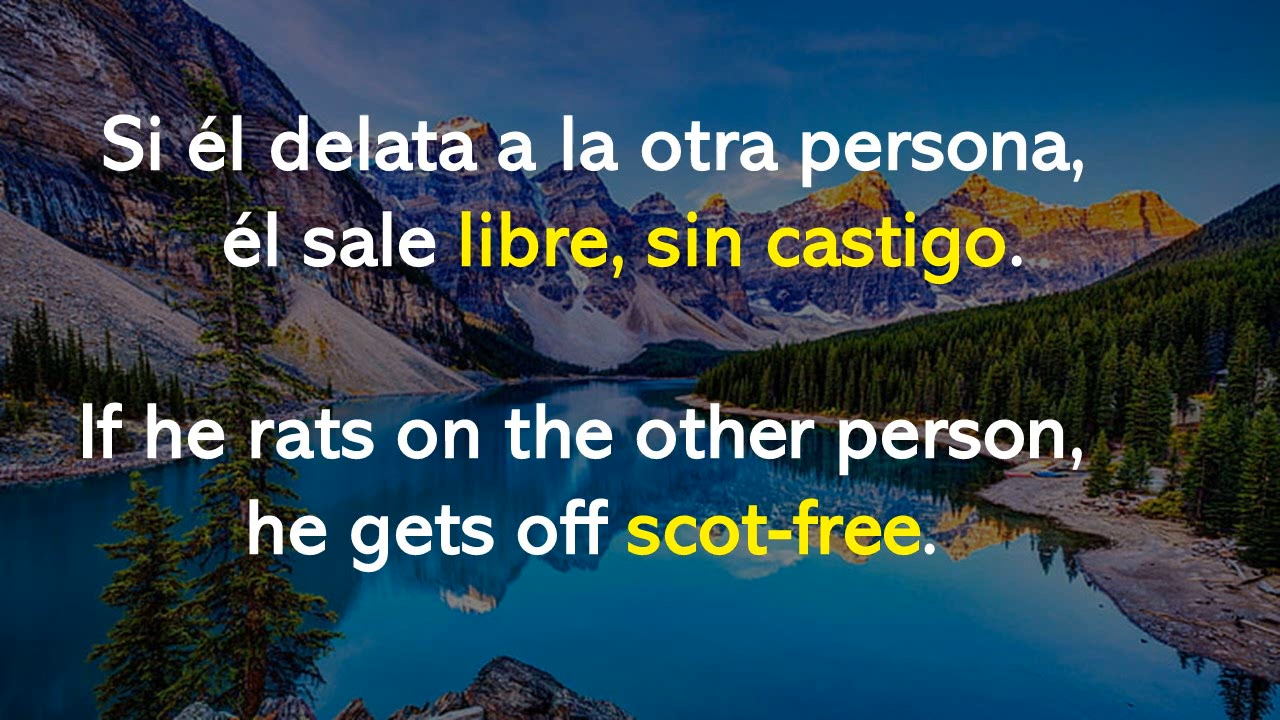 Si él delata a la otra persona,
él sale libre, sin castigo.
If he rats on the other person,
he gets off scot-free.